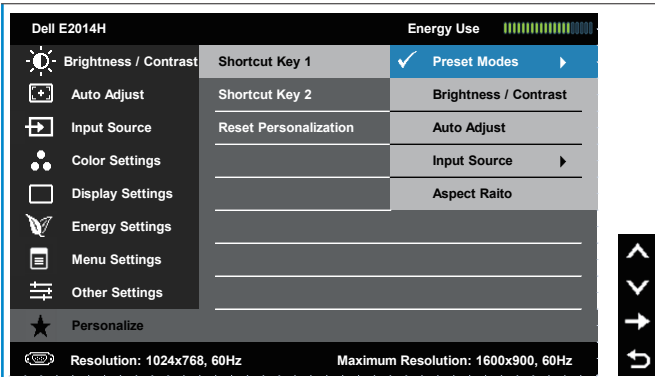 Dell E2014H Energy Use
Brightness / Contrast Shortcut Key 1 Preset Modes
Auto Adjust Shortcut Key 2 Brightness / Contrast
Input Source Reset Personalization Auto Adjust
Color Settings Input Source
Display Settings Aspect Raito
Energy Settings
Menu Settings
Other Settings
Personalize
Resolution: 1024x768, 60Hz Maximum Resolution: 1600x900, 60Hz